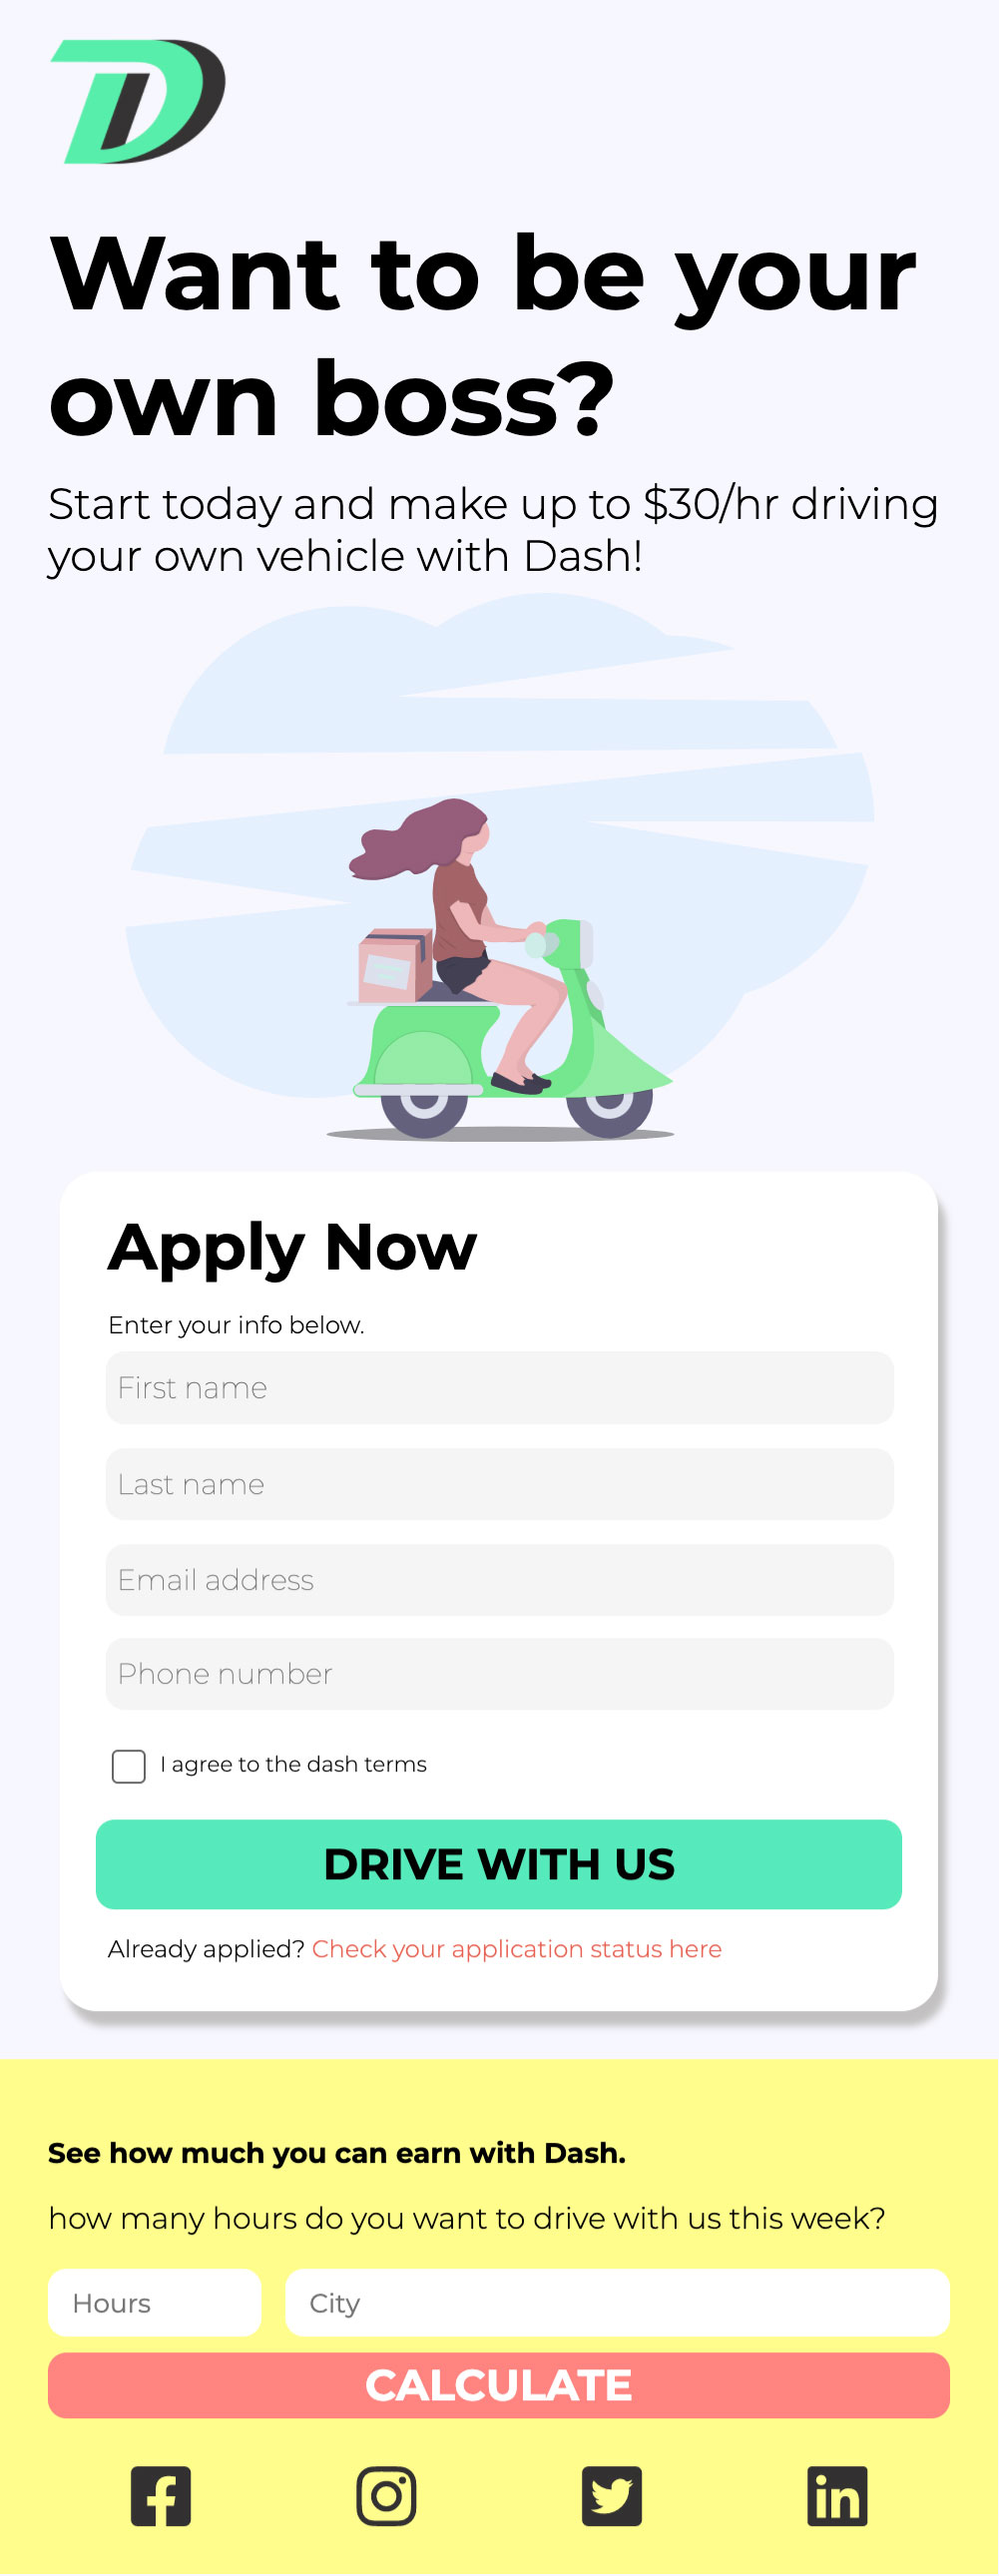 Want to be your
own boss?
Start today and make up to $30/hr driving
your own vehicle with Dash!
Apply Now
Enter your info below.
First name
Last name
Email address
Phone number
I agree to the dash terms
DRIVE WITH US
Already applied? Check your application status here
See how much you can earn with Dash.
how many hours do you want to drive with us this week?
Hours City
CALCULATE